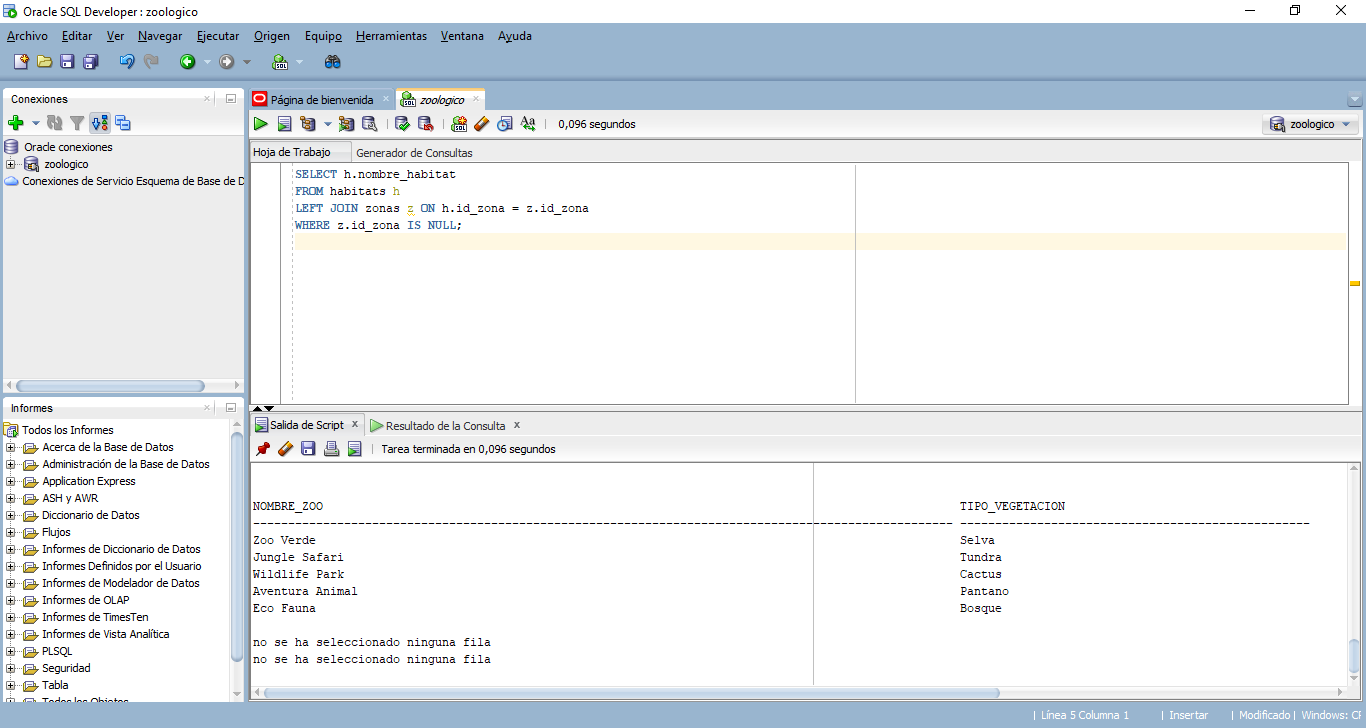 Oracle SQL Developer : zoologico
Archivo Editar Ver Navegar Ejecutar Origen Equipo Herramientas Ventana Ayuda
Conexiones
Oracle conexiones
zoologico
Conexiones de Servicio Esquema de Base de D
Informes
Todos los Informes
Acerca de la Base de Datos
Administración de la Base de Datos
Application Express
ASH y AWR
Diccionario de Datos
Flujos
Informes de Diccionario de Datos
Informes Definidos por el Usuario
Informes de Modelador de Datos
Informes de OLAP
Informes de TimesTen
Informes de Vista Analítica
PLSQL
Seguridad
Tabla
Todos los Objetos
Página de bienvenida zoologico
0,096 segundos zoologico
Hoja de Trabajo Generador de Consultas
SELECT h.nombre_habitat
FROM habitats h
LEFT JOIN zonas z ON h.id_zona = z.id_zona
WHERE z.id_zona IS NULL;
Salida de Script Resultado de la Consulta
Tarea terminada en 0,096 segundos
NOMBRE_ZOO TIPO_VEGETACION
Zoo Verde Selva
Jungle Safari Tundra
Wildlife Park Cactus
Aventura Animal Pantano
Eco Fauna Bosque
no se ha seleccionado ninguna fila
no se ha seleccionado ninguna fila
Línea 5 Columna 1 | Insertar | Modificado | Windows: CF